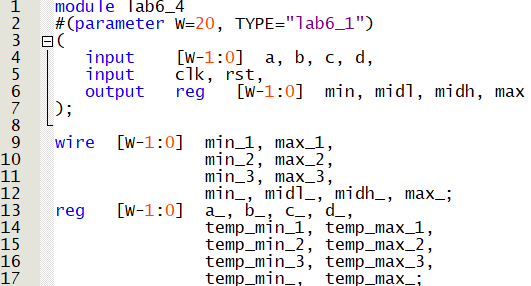 1 module lab6_4
2 #(parameter W=20, TYPE="lab6_1")
3 (
4 input [W-1:0] a, b, c, d,
5 input clk, rst,
6 output reg [W-1:0] min, midl, midh, max
7 );
8
9 wire [W-1:0] min_1, max_1,
10 min_2, max_2,
11 min_3, max_3,
12 min_, midl_, midh_, max_;
13 reg [W-1:0] a_, b_, c_, d_,
14 temp_min_1, temp_max_1,
15 temp_min_2, temp_max_2,
16 temp_min_3, temp_max_3,
17 temp_min_, temp_max_;